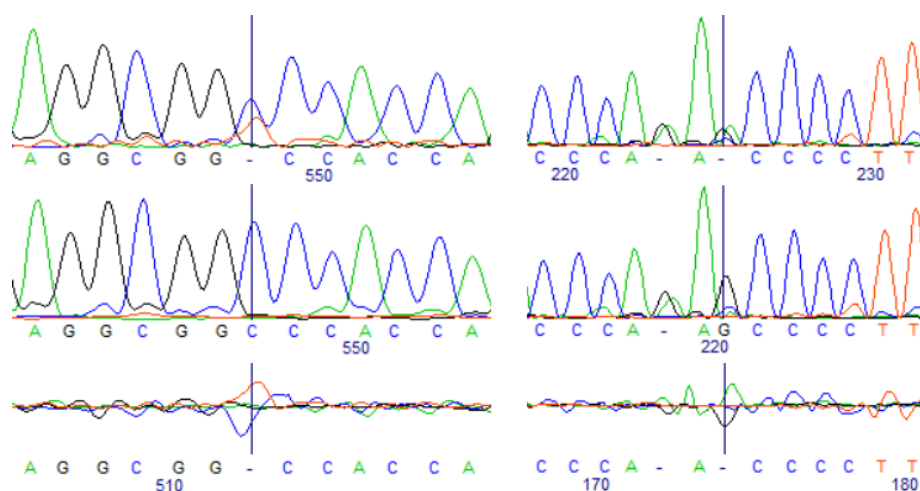 A G G C G G - C C A C C A
550
A G G C G G C C C A C C A
550
A G G C G G - C C A C C A
510
C C C A - A - C C C C T T
220 230
C C C A - A G C C C C T T
220
C C C A - A - C C C C T T
170 180